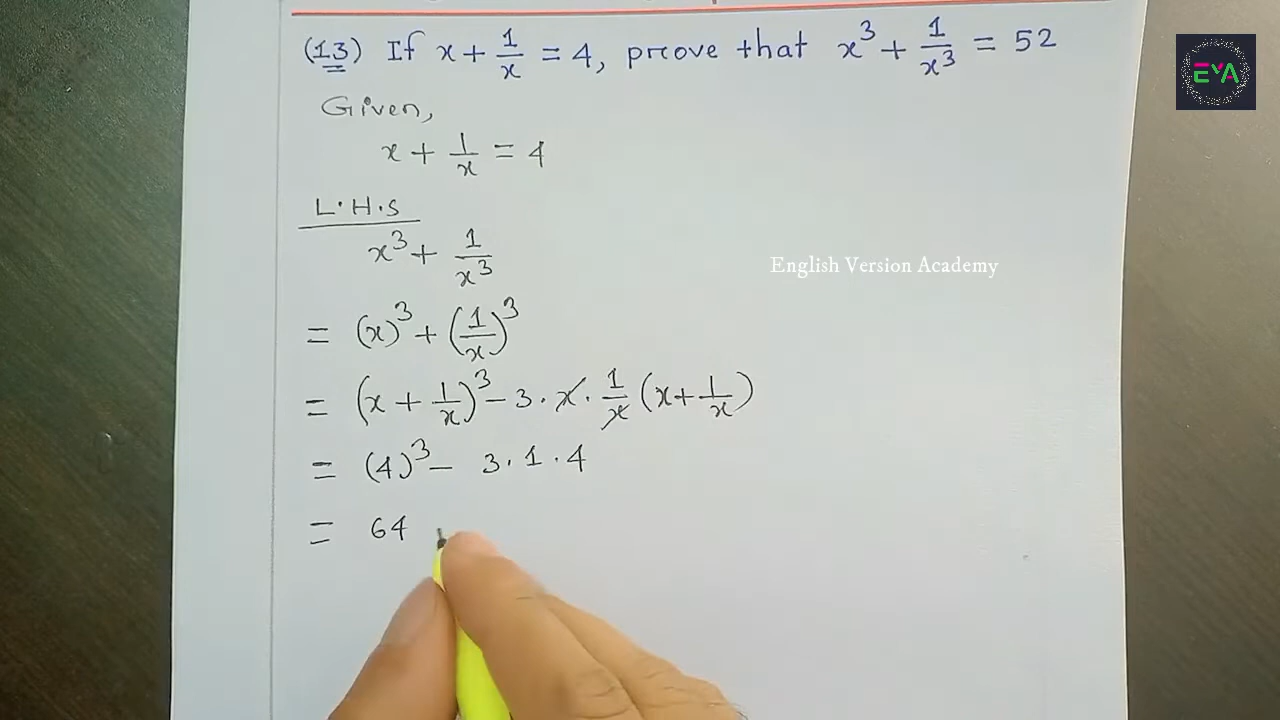 (13) If x + 1/x = 4, prove that x³ + 1/x³ = 52
EVA
Given,
x + 1/x = 4
L.H.S
x³ + 1/x³
English Version Academy
= (x)³ + (1/x)³
= (x + 1/x)³ - 3 . x . 1/x (x + 1/x)
= (4)³ - 3 . 1 . 4
= 64